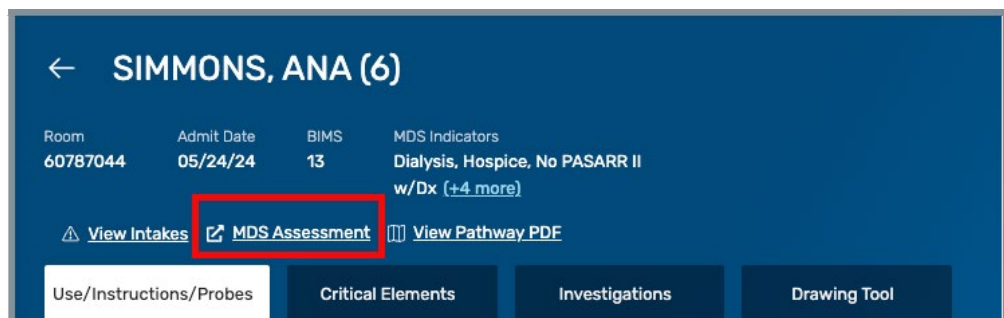 SIMMONS, ANA (6)
Room Admit Date BIMS MDS Indicators
60787044 05/24/24 13 Dialysis, Hospice, No PASARR II
w/Dx (+4 more)
View Intakes MDS Assessment View Pathway PDF
Use/Instructions/Probes Critical Elements Investigations Drawing Tool